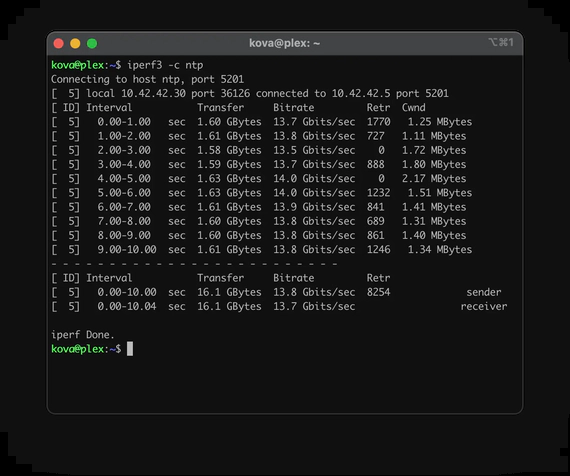 kova@plex: ~
⌥⌘1
kova@plex:~$ iperf3 -c ntp
Connecting to host ntp, port 5201
[  5] local 10.42.42.30 port 36126 connected to 10.42.42.5 port 5201
[ ID] Interval           Transfer     Bitrate         Retr  Cwnd
[  5]   0.00-1.00   sec  1.60 GBytes  13.7 Gbits/sec  1770   1.25 MBytes
[  5]   1.00-2.00   sec  1.61 GBytes  13.8 Gbits/sec  727   1.11 MBytes
[  5]   2.00-3.00   sec  1.58 GBytes  13.5 Gbits/sec    0   1.72 MBytes
[  5]   3.00-4.00   sec  1.59 GBytes  13.7 Gbits/sec  888   1.80 MBytes
[  5]   4.00-5.00   sec  1.63 GBytes  14.0 Gbits/sec    0   2.17 MBytes
[  5]   5.00-6.00   sec  1.63 GBytes  14.0 Gbits/sec  1232   1.51 MBytes
[  5]   6.00-7.00   sec  1.61 GBytes  13.9 Gbits/sec  841   1.41 MBytes
[  5]   7.00-8.00   sec  1.60 GBytes  13.8 Gbits/sec  689   1.31 MBytes
[  5]   8.00-9.00   sec  1.60 GBytes  13.8 Gbits/sec  861   1.40 MBytes
[  5]   9.00-10.00  sec  1.61 GBytes  13.8 Gbits/sec  1246   1.34 MBytes
- - - - - - - - - - - - - - - - - - - - - - - - -
[ ID] Interval           Transfer     Bitrate         Retr
[  5]   0.00-10.00  sec  16.1 GBytes  13.8 Gbits/sec  8254             sender
[  5]   0.00-10.04  sec  16.1 GBytes  13.7 Gbits/sec                  receiver
iperf Done.
kova@plex:~$